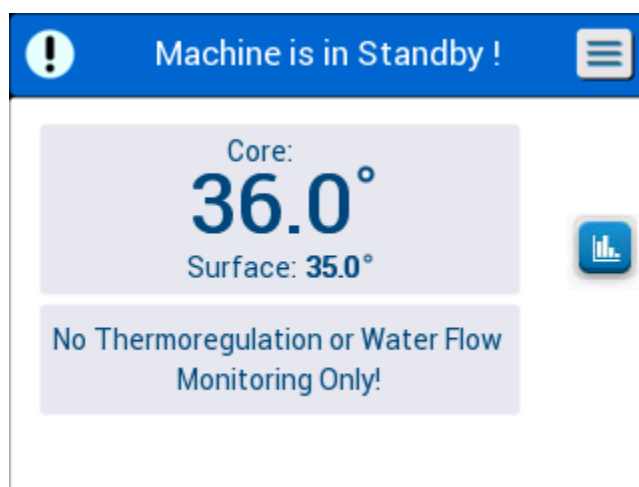 Machine is in Standby !
Core:
36.0°
Surface: 35.0°
No Thermoregulation or Water Flow
Monitoring Only!